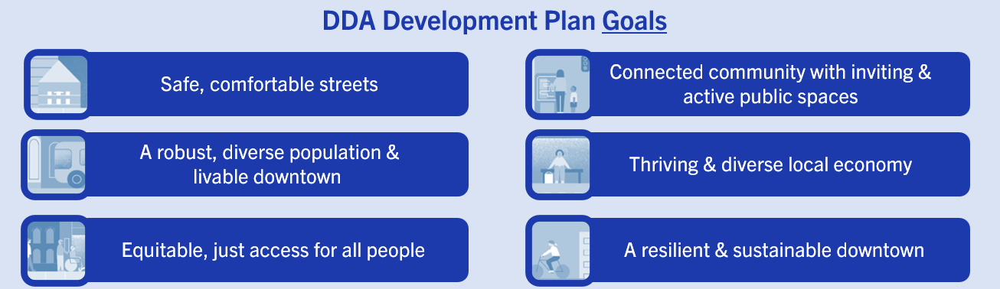 DDA Development Plan Goals
Safe, comfortable streets
Connected community with inviting &
active public spaces
A robust, diverse population &
livable downtown
Thriving & diverse local economy
Equitable, just access for all people
A resilient & sustainable downtown